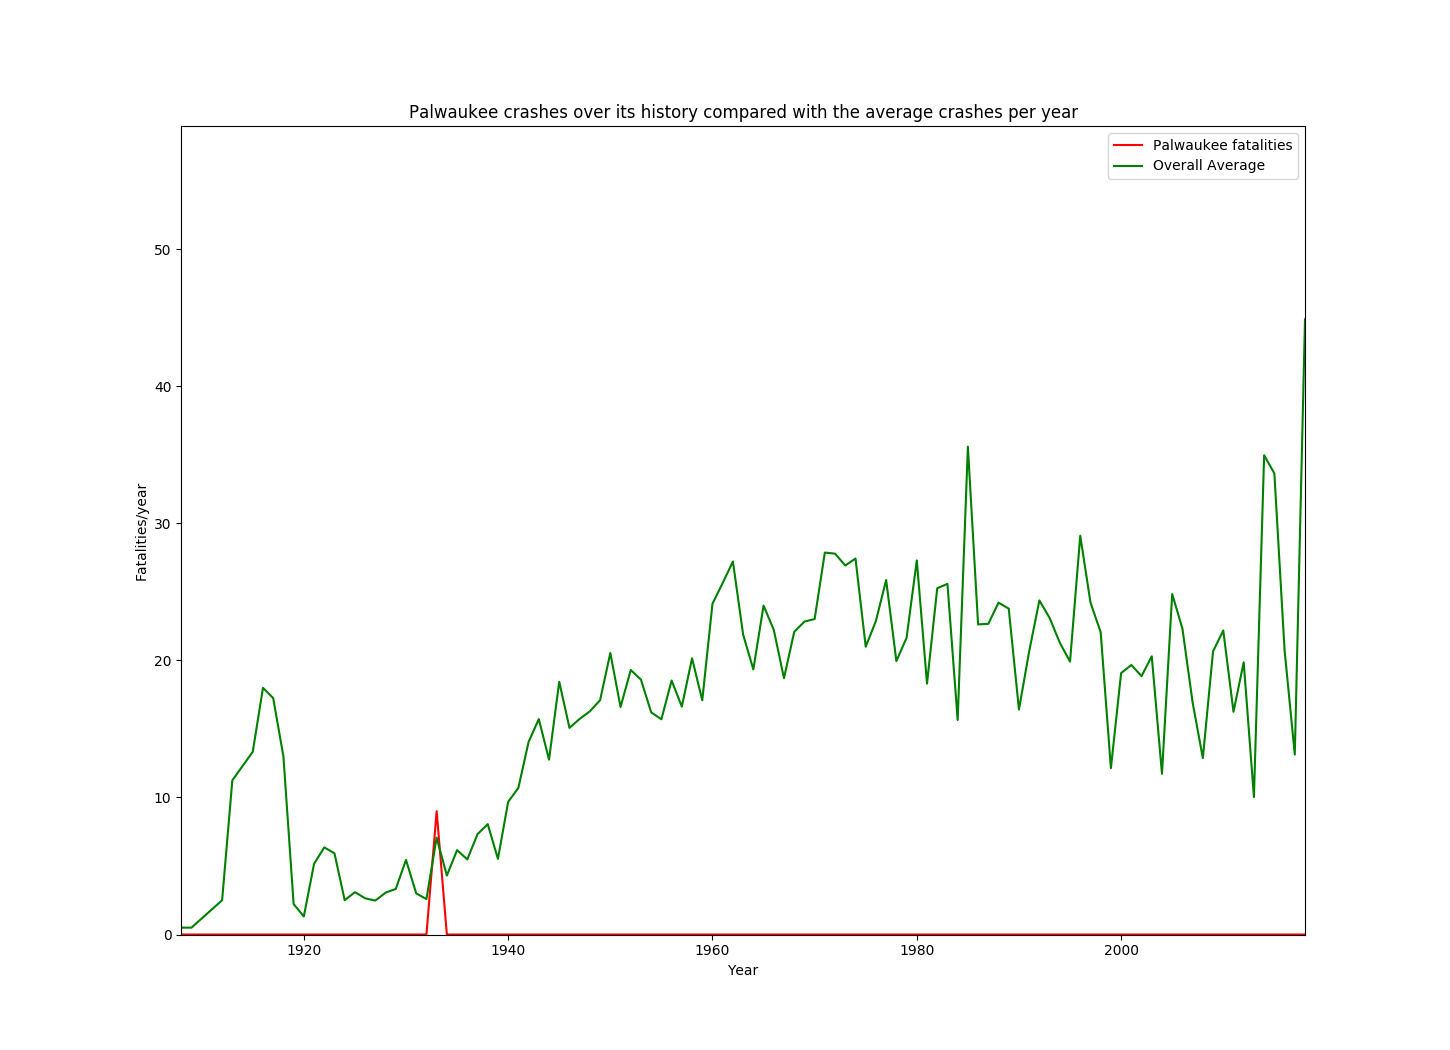 Palwaukee crashes over its history compared with the average crashes per year
Palwaukee fatalities
Overall Average
50
40
30
20
10
0
Fatalities/year
1920 1940 1960 1980 2000
Year